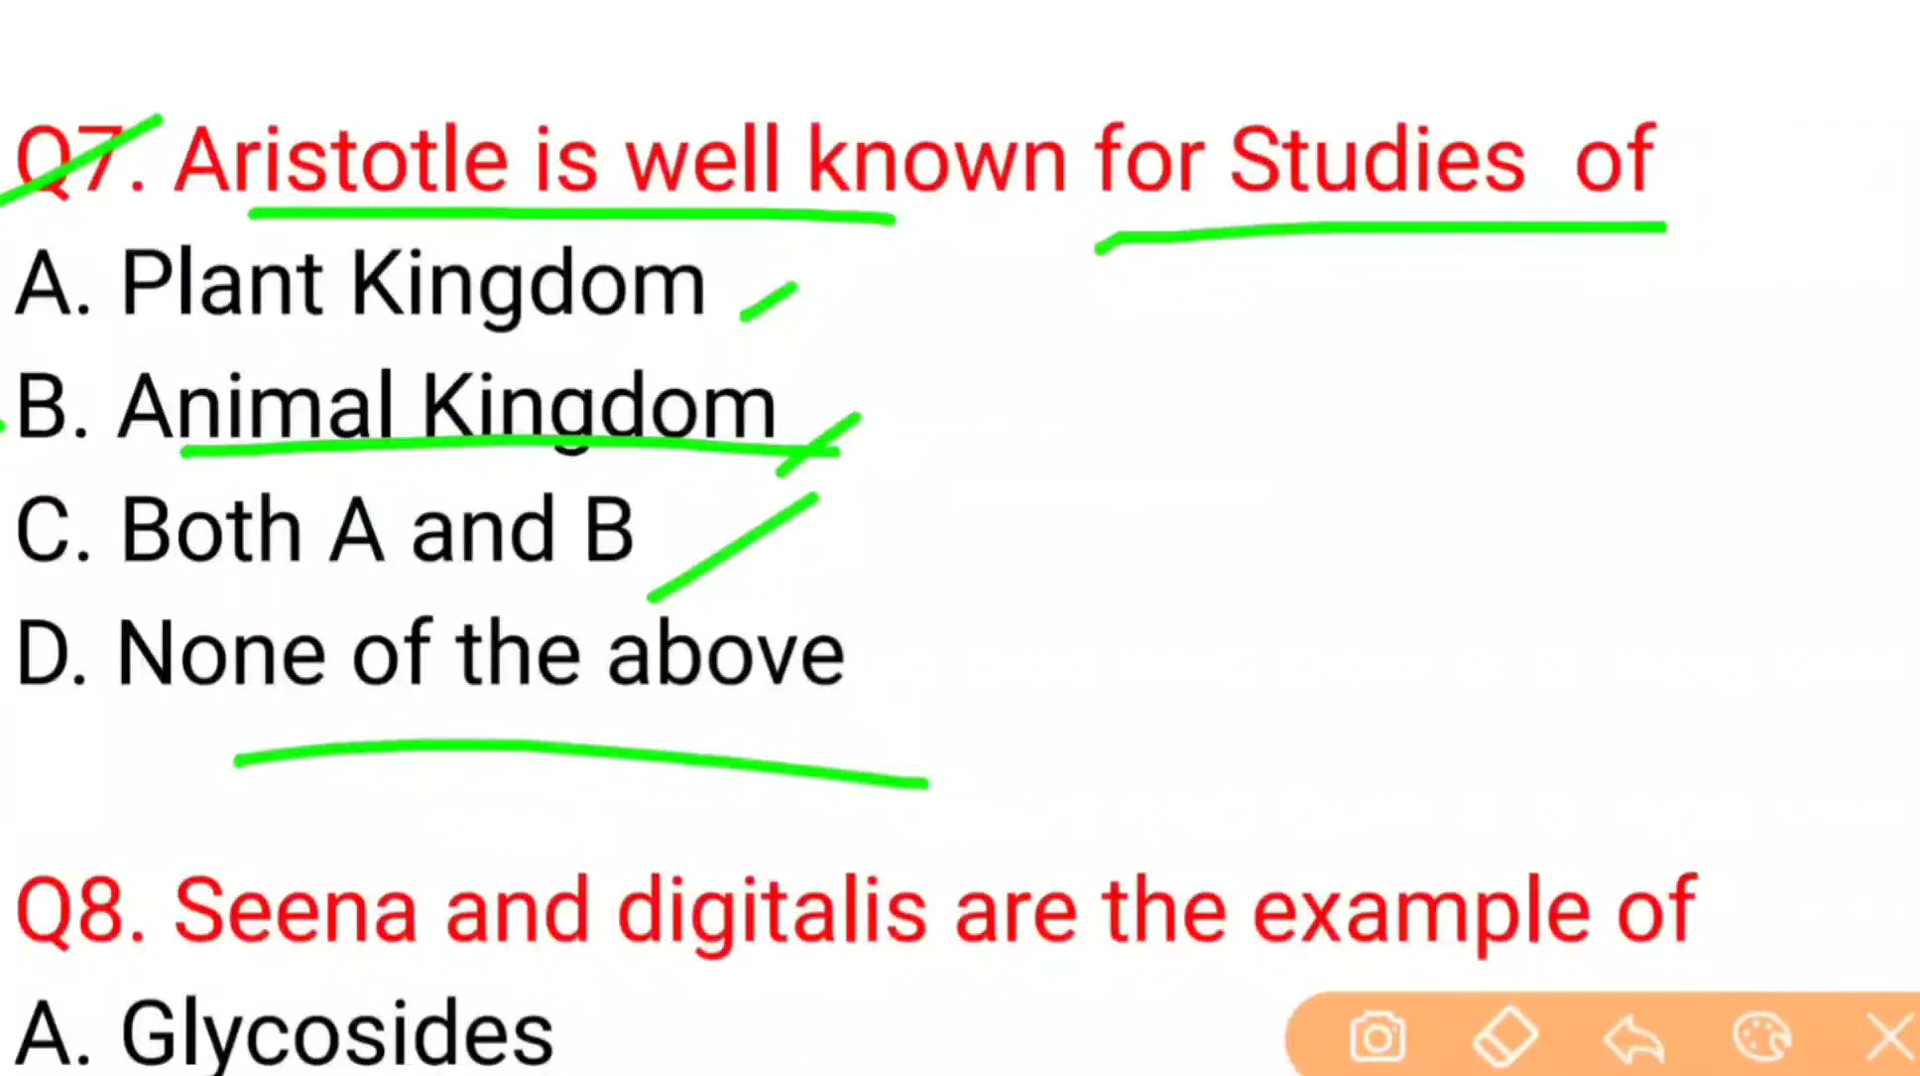 Q7. Aristotle is well known for Studies of
A. Plant Kingdom
B. Animal Kingdom
C. Both A and B
D. None of the above
Q8. Seena and digitalis are the example of
A. Glycosides